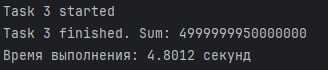 Task 3 started
Task 3 finished. Sum: 4999999950000000
Время выполнения: 4.8012 секунд